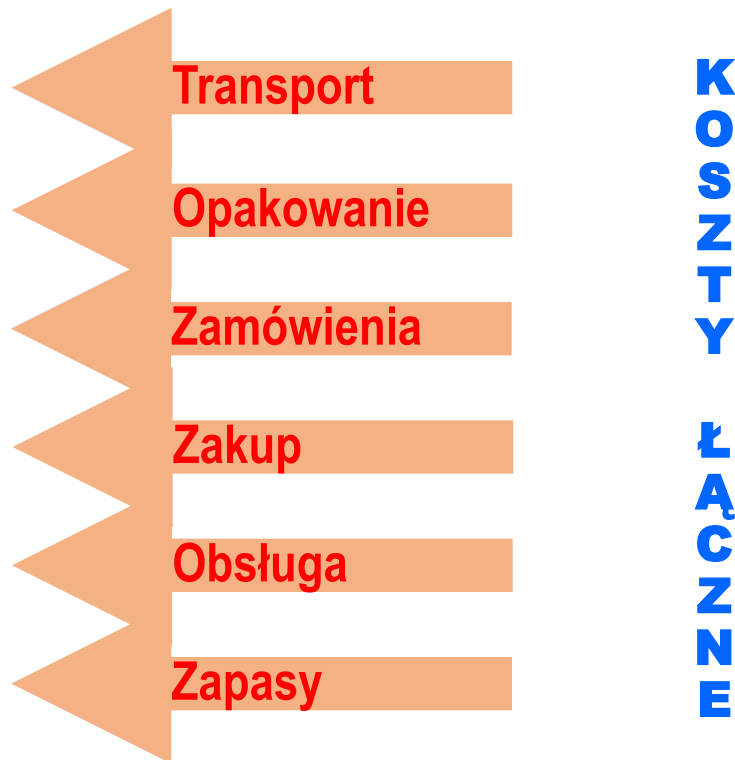 Transport
Opakowanie
Zamówienia
Zakup
Obsługa
Zapasy
KOSZTY ŁĄCZNE